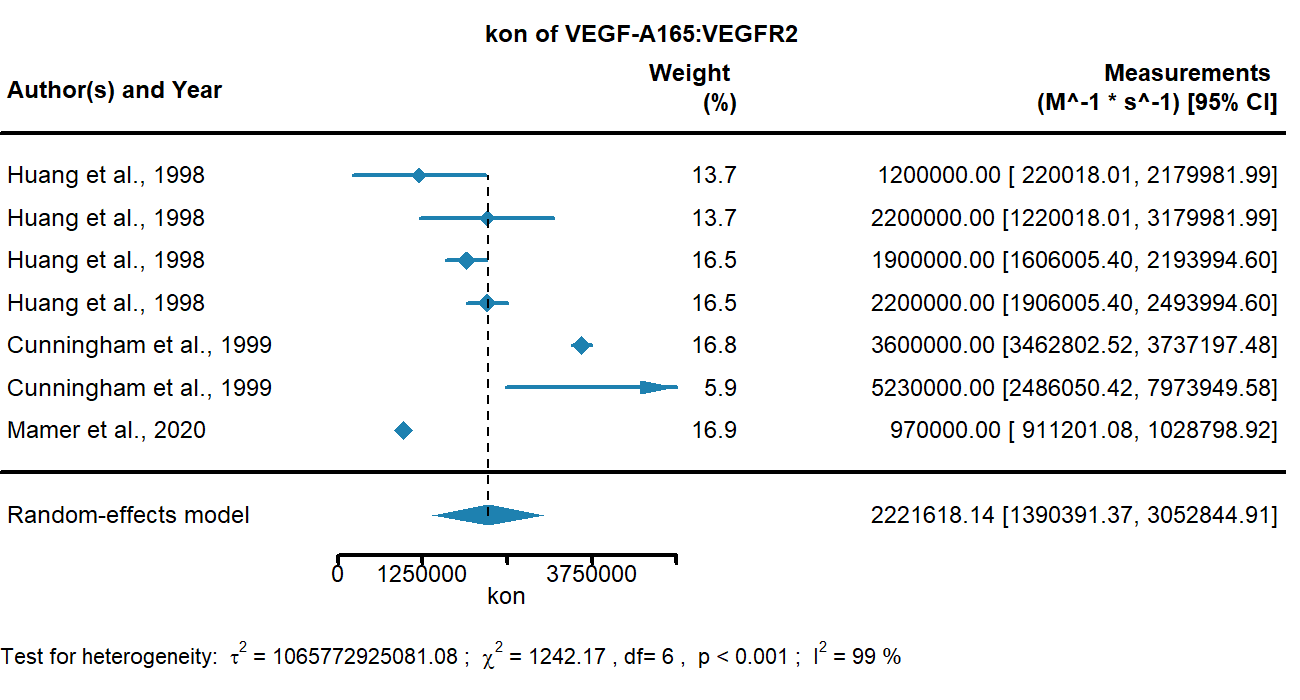 kon of VEGF-A165:VEGFR2
Author(s) and Year Weight (%) Measurements (M^-1 * s^-1) [95% CI]
Huang et al., 1998 13.7 1200000.00 [ 220018.01, 2179981.99]
Huang et al., 1998 13.7 2200000.00 [1220018.01, 3179981.99]
Huang et al., 1998 16.5 1900000.00 [1606005.40, 2193994.60]
Huang et al., 1998 16.5 2200000.00 [1906005.40, 2493994.60]
Cunningham et al., 1999 16.8 3600000.00 [3462802.52, 3737197.48]
Cunningham et al., 1999 5.9 5230000.00 [2486050.42, 7973949.58]
Mamer et al., 2020 16.9 970000.00 [ 911201.08, 1028798.92]
Random-effects model 2221618.14 [1390391.37, 3052844.91]
0 1250000 3750000
kon
Test for heterogeneity: τ² = 1065772925081.08 ; χ² = 1242.17 , df= 6 , p < 0.001 ; I² = 99 %